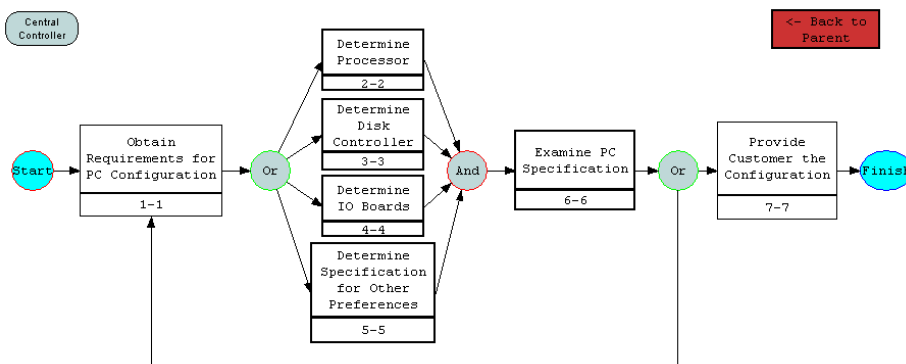 Central
Controller
<- Back to
Parent
Start
Obtain
Requirements for
PC Configuration
1-1
Or
Determine
Processor
2-2
Determine
Disk
Controller
3-3
Determine
IO Boards
4-4
Determine
Specification
for Other
Preferences
5-5
And
Examine PC
Specification
6-6
Or
Provide
Customer the
Configuration
7-7
Finish